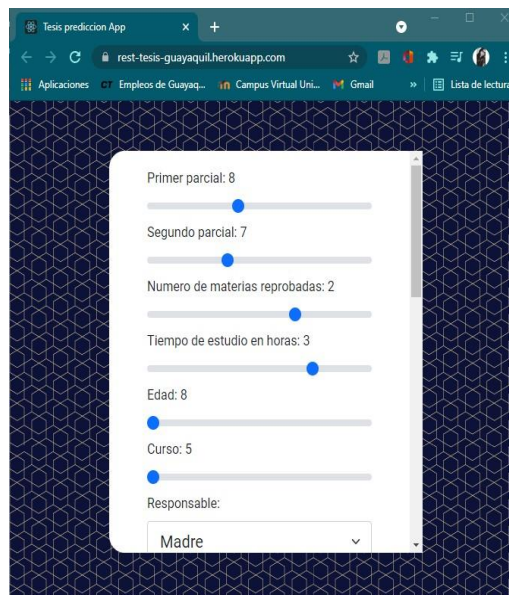 Tesis prediccion App
rest-tesis-guayaquil.herokuapp.com
Aplicaciones
CT Empleos de Guayaq...
in Campus Virtual Uni...
Gmail
»
Lista de lectura
Primer parcial: 8
Segundo parcial: 7
Numero de materias reprobadas: 2
Tiempo de estudio en horas: 3
Edad: 8
Curso: 5
Responsable:
Madre